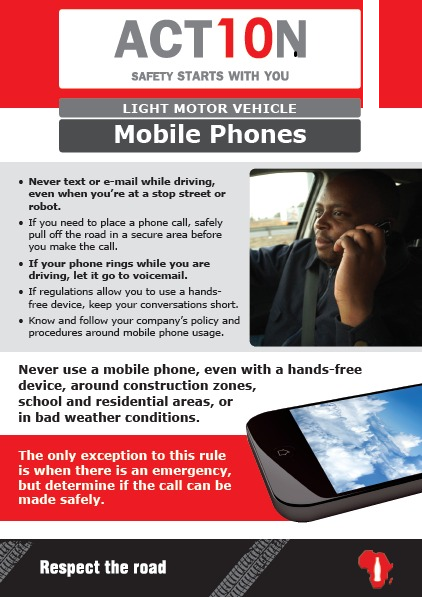 ACT10N
SAFETY STARTS WITH YOU
LIGHT MOTOR VEHICLE
Mobile Phones
• Never text or e-mail while driving,
even when you're at a stop street or
robot.
• If you need to place a phone call, safely
pull off the road in a secure area before
you make the call.
• If your phone rings while you are
driving, let it go to voicemail.
• If regulations allow you to use a hands-
free device, keep your conversations short.
• Know and follow your company's policy and
procedures around mobile phone usage.
Never use a mobile phone, even with a hands-free
device, around construction zones,
school and residential areas, or
in bad weather conditions.
The only exception to this rule
is when there is an emergency,
but determine if the call can be
made safely.
Respect the road